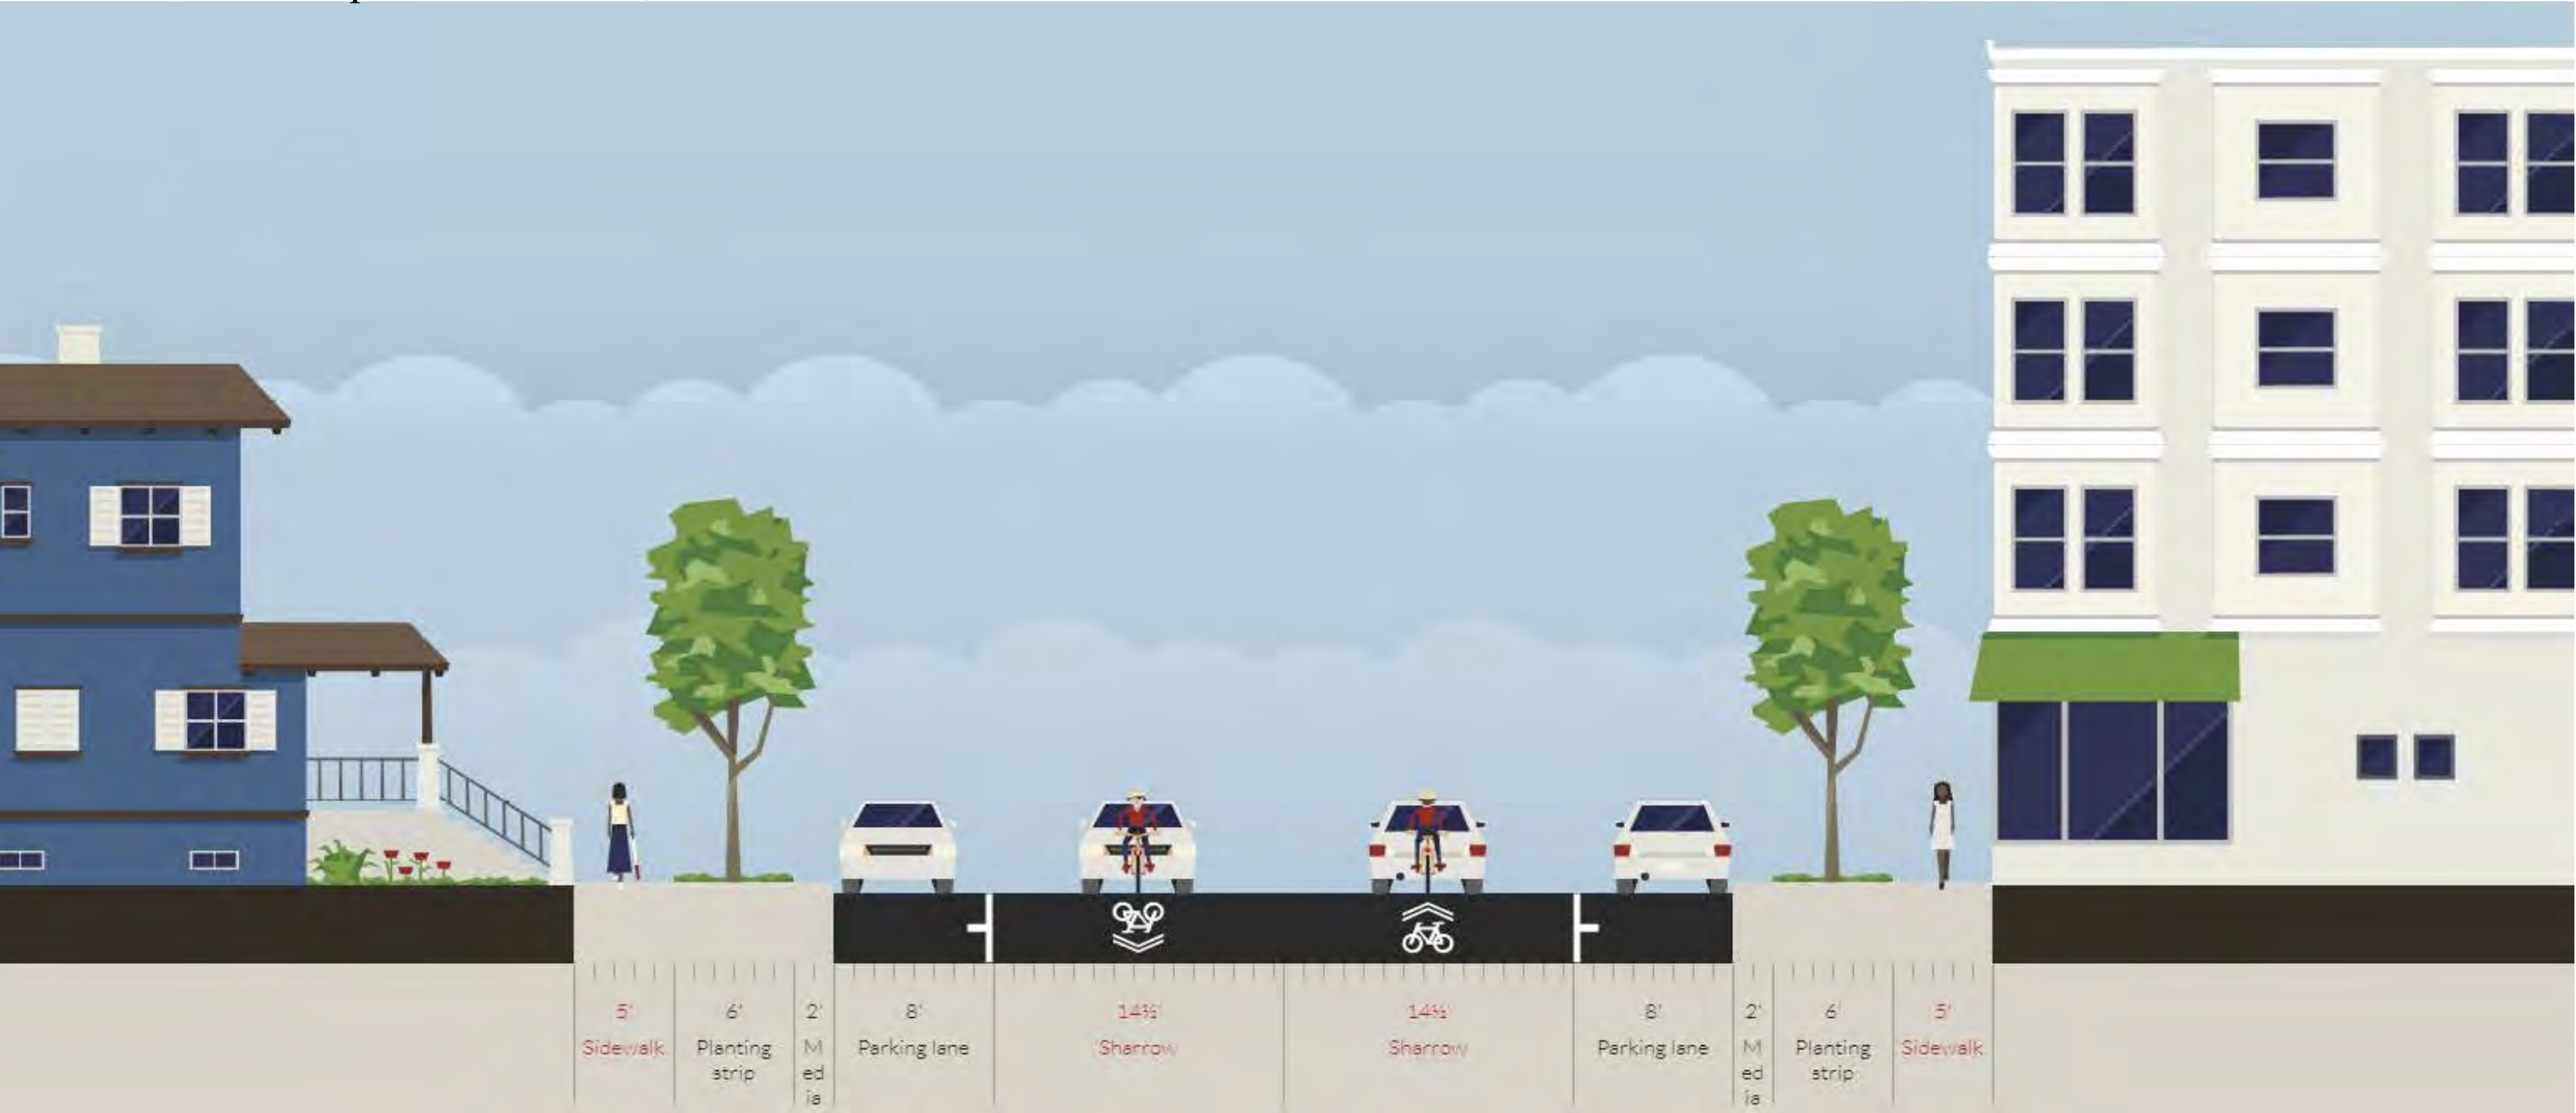 5' 6' 2' 8' 14½' 14½' 8' 2' 6' 5'
Sidewalk Planting M Parking lane Sharrow Sharrow Parking lane M Planting Sidewalk
strip ed ed strip
ia ia